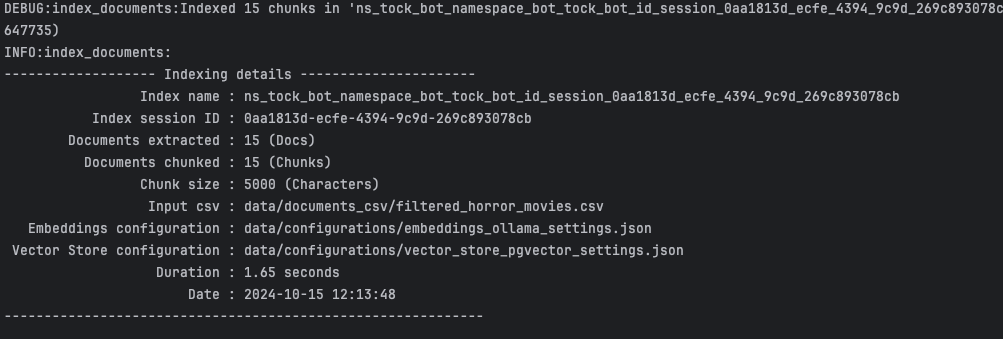 DEBUG:index_documents:Indexed 15 chunks in 'ns_tock_bot_namespace_bot_tock_bot_id_session_0aa1813d_ecfe_4394_9c9d_269c893078c
647735)
INFO:index_documents:
------------------- Indexing details ----------------------
Index name : ns_tock_bot_namespace_bot_tock_bot_id_session_0aa1813d_ecfe_4394_9c9d_269c893078cb
Index session ID : 0aa1813d-ecfe-4394-9c9d-269c893078cb
Documents extracted : 15 (Docs)
Documents chunked : 15 (Chunks)
Chunk size : 5000 (Characters)
Input csv : data/documents_csv/filtered_horror_movies.csv
Embeddings configuration : data/configurations/embeddings_ollama_settings.json
Vector Store configuration : data/configurations/vector_store_pgvector_settings.json
Duration : 1.65 seconds
Date : 2024-10-15 12:13:48
------------------------------------------------------------